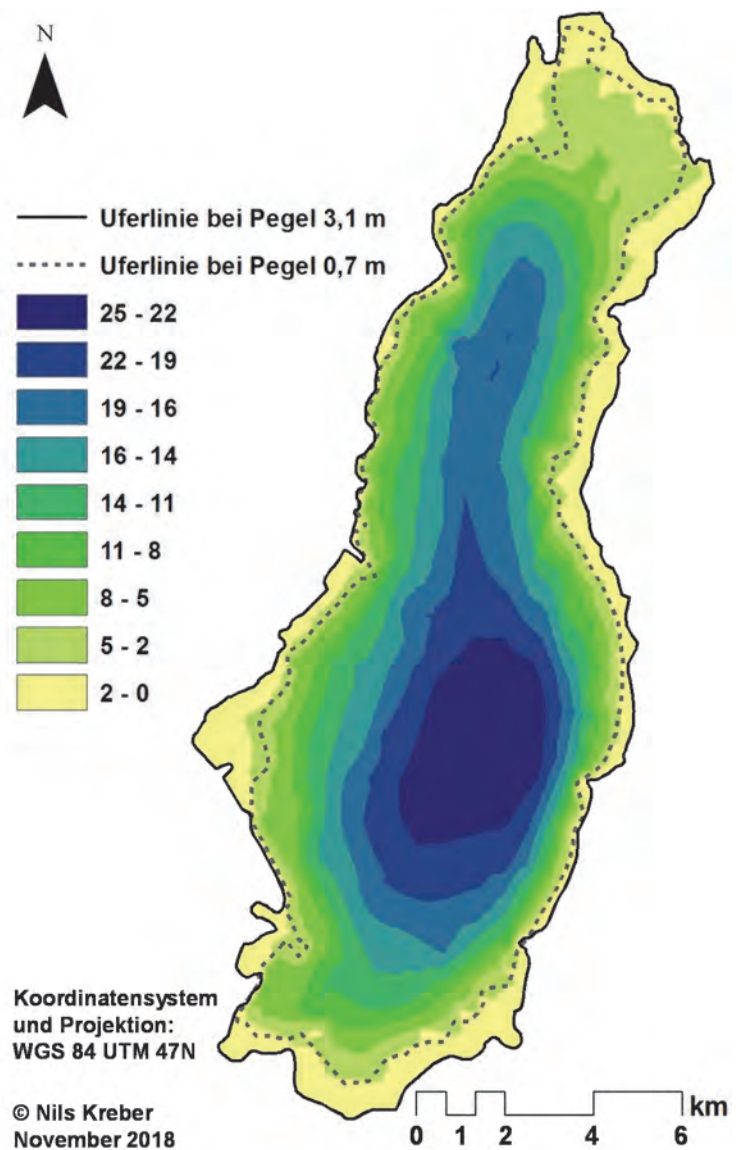 N
Uferlinie bei Pegel 3,1 m
Uferlinie bei Pegel 0,7 m
25 - 22
22 - 19
19 - 16
16 - 14
14 - 11
11 - 8
8 - 5
5 - 2
2 - 0
Koordinatensystem
und Projektion:
WGS 84 UTM 47N
© Nils Kreber
November 2018
km
0 1 2 4 6